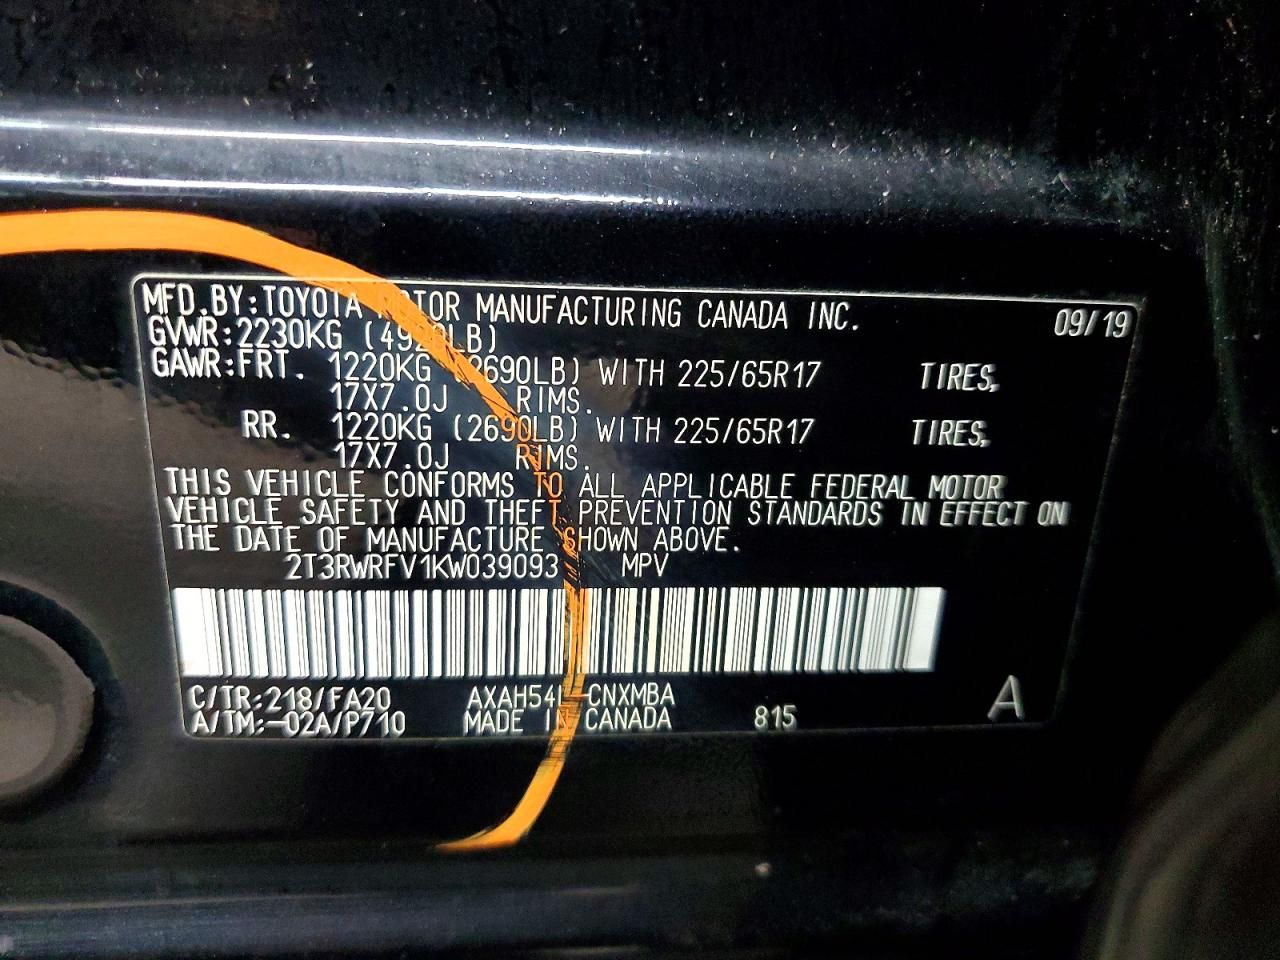 MFD.BY:TOYOTA MOTOR MANUFACTURING CANADA INC. 09/19
GVWR:2230KG (4920LB)
GAWR:FRT. 1220KG (2690LB) WITH 225/65R17 TIRES,
17X7.0J RIMS.
RR. 1220KG (2690LB) WITH 225/65R17 TIRES,
17X7.0J RIMS.
THIS VEHICLE CONFORMS TO ALL APPLICABLE FEDERAL MOTOR
VEHICLE SAFETY AND THEFT PREVENTION STANDARDS IN EFFECT ON
THE DATE OF MANUFACTURE SHOWN ABOVE.
2T3RWRFV1KW039093 MPV
C/TR:218/FA20 -CNXMBA
A/TM:-02A/P710 MADE IN CANADA 815 A